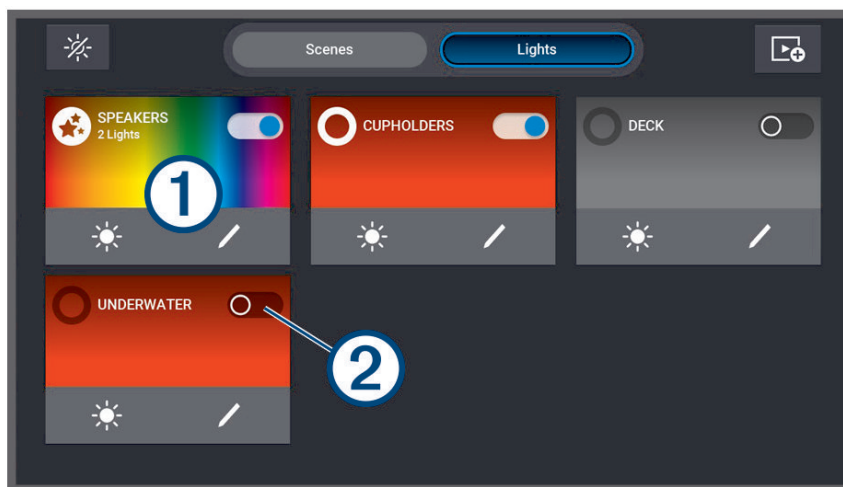 Scenes
Lights
SPEAKERS
2 Lights
CUPHOLDERS
DECK
1
UNDERWATER
2